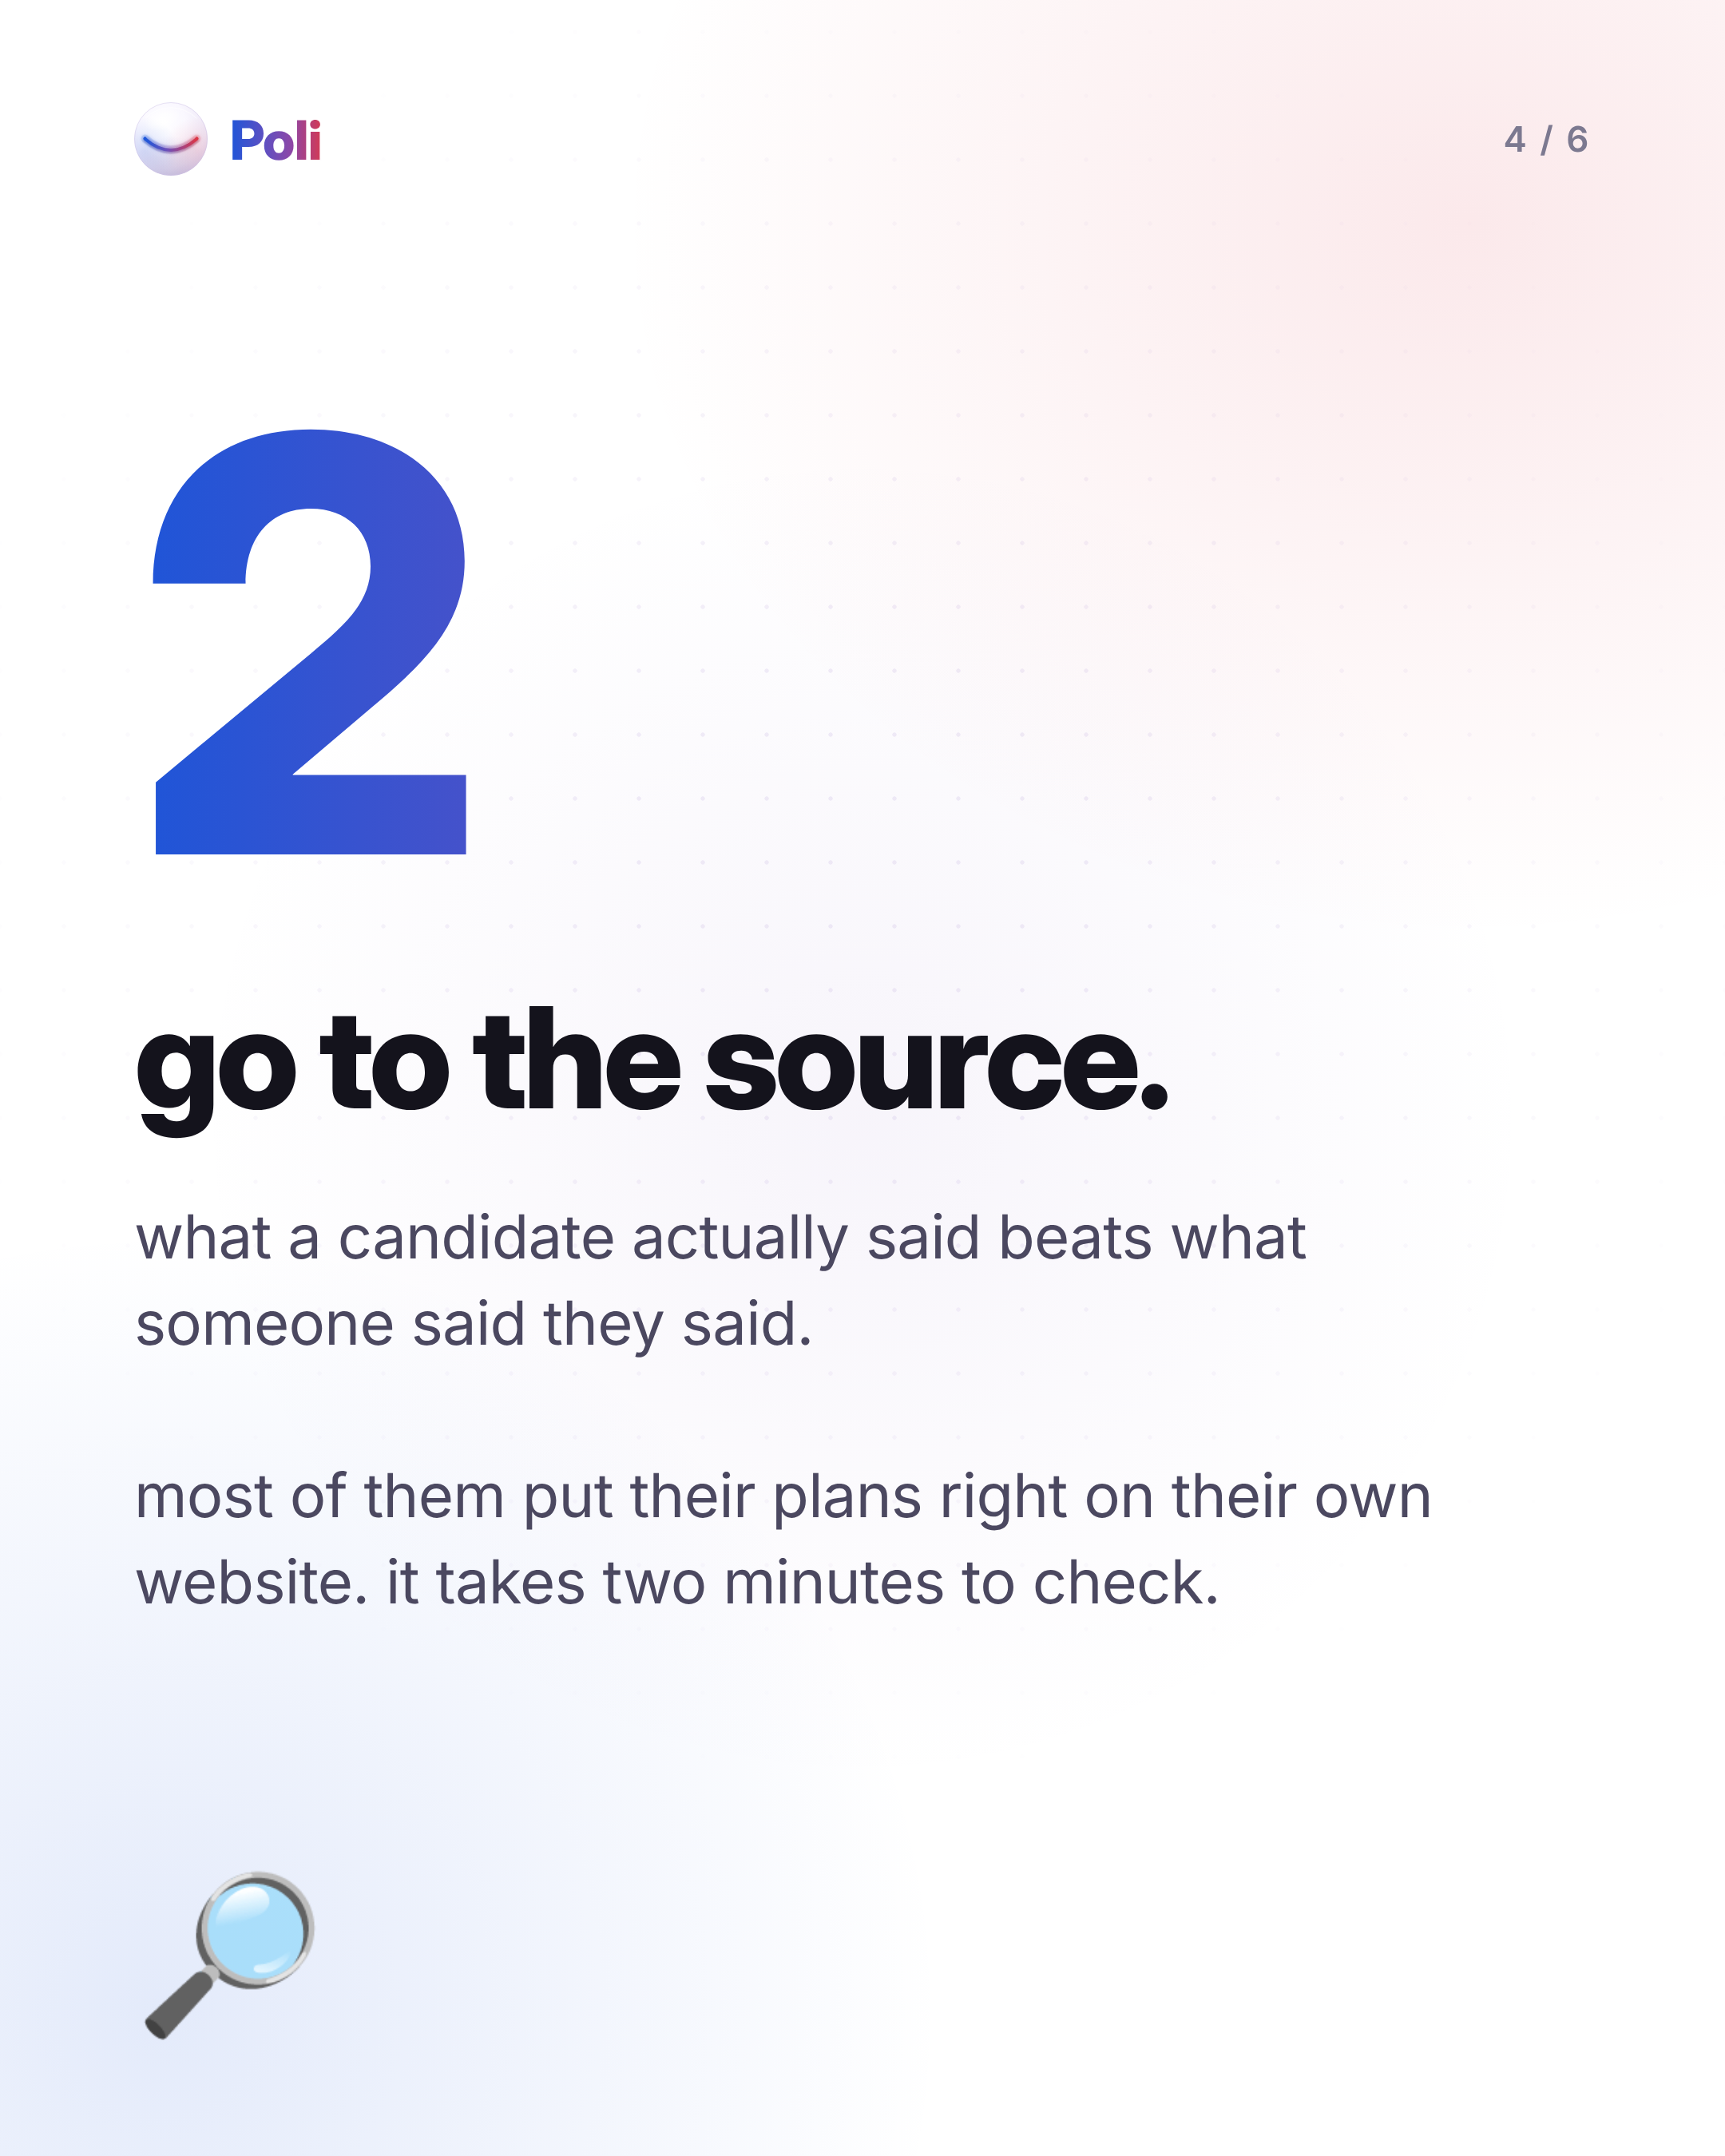 Poli
4 / 6
2
go to the source.
what a candidate actually said beats what
someone said they said.
most of them put their plans right on their own
website. it takes two minutes to check.